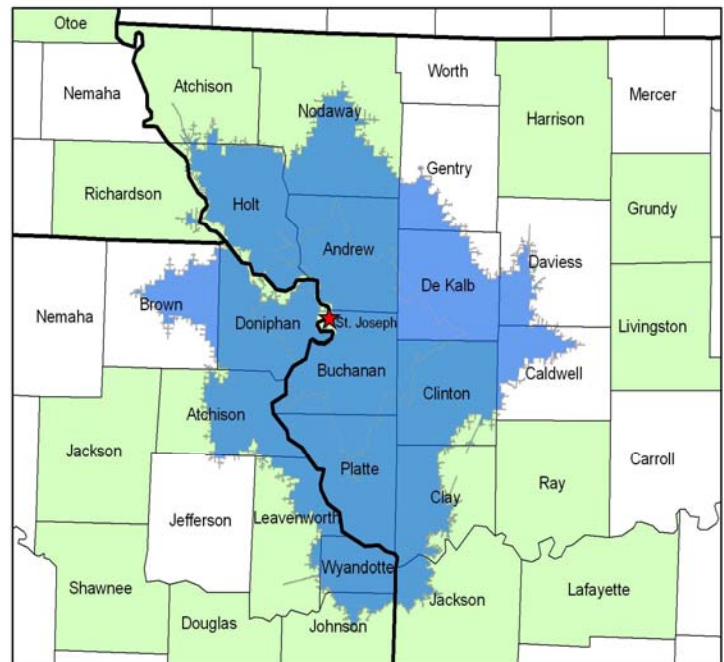 Otoe
Worth
Nemaha
Atchison
Mercer
Nodaway
Harrison
Gentry
Richardson
Holt
Grundy
Andrew
Daviess
De Kalb
Brown
Nemaha
Doniphan
St. Joseph
Livingston
Buchanan
Caldwell
Clinton
Atchison
Jackson
Platte
Carroll
Clay
Ray
Jefferson
Leavenworth
Wyandotte
Shawnee
Jackson
Lafayette
Douglas
Johnson